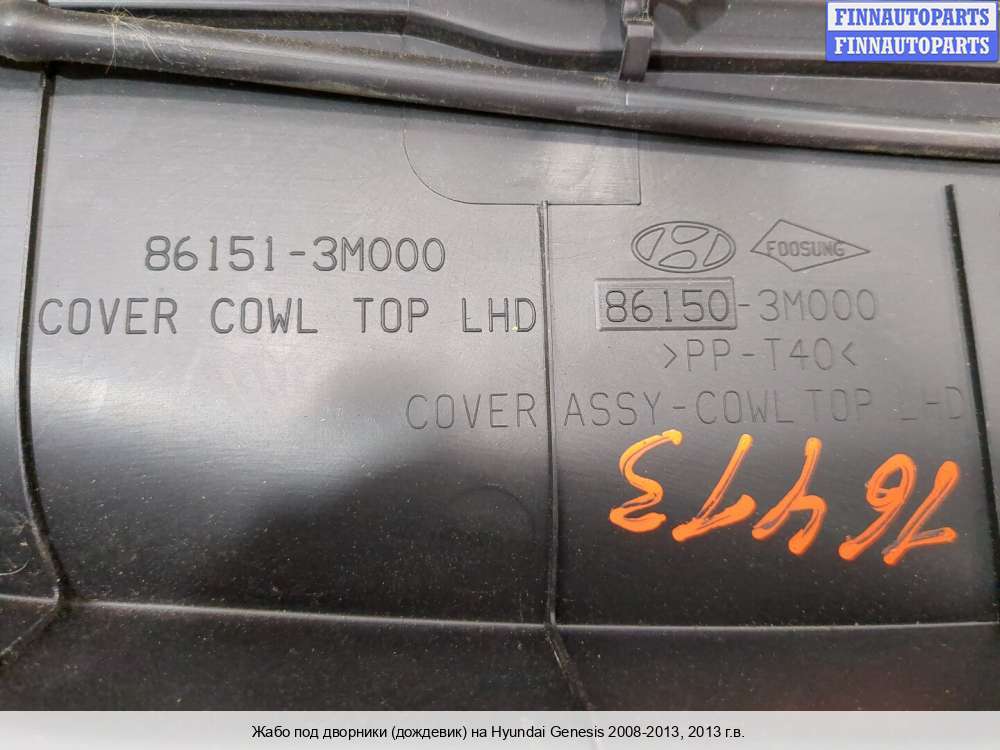 FINNAUTOPARTS
FINNAUTOPARTS
86151-3M000
COVER COWL TOP LHD
FOOSUNG
86150-3M000
>PP-T40<
COVER ASSY-COWL TOP LHD
Жабо под дворники (дождевик) на Hyundai Genesis 2008-2013, 2013 г.в.